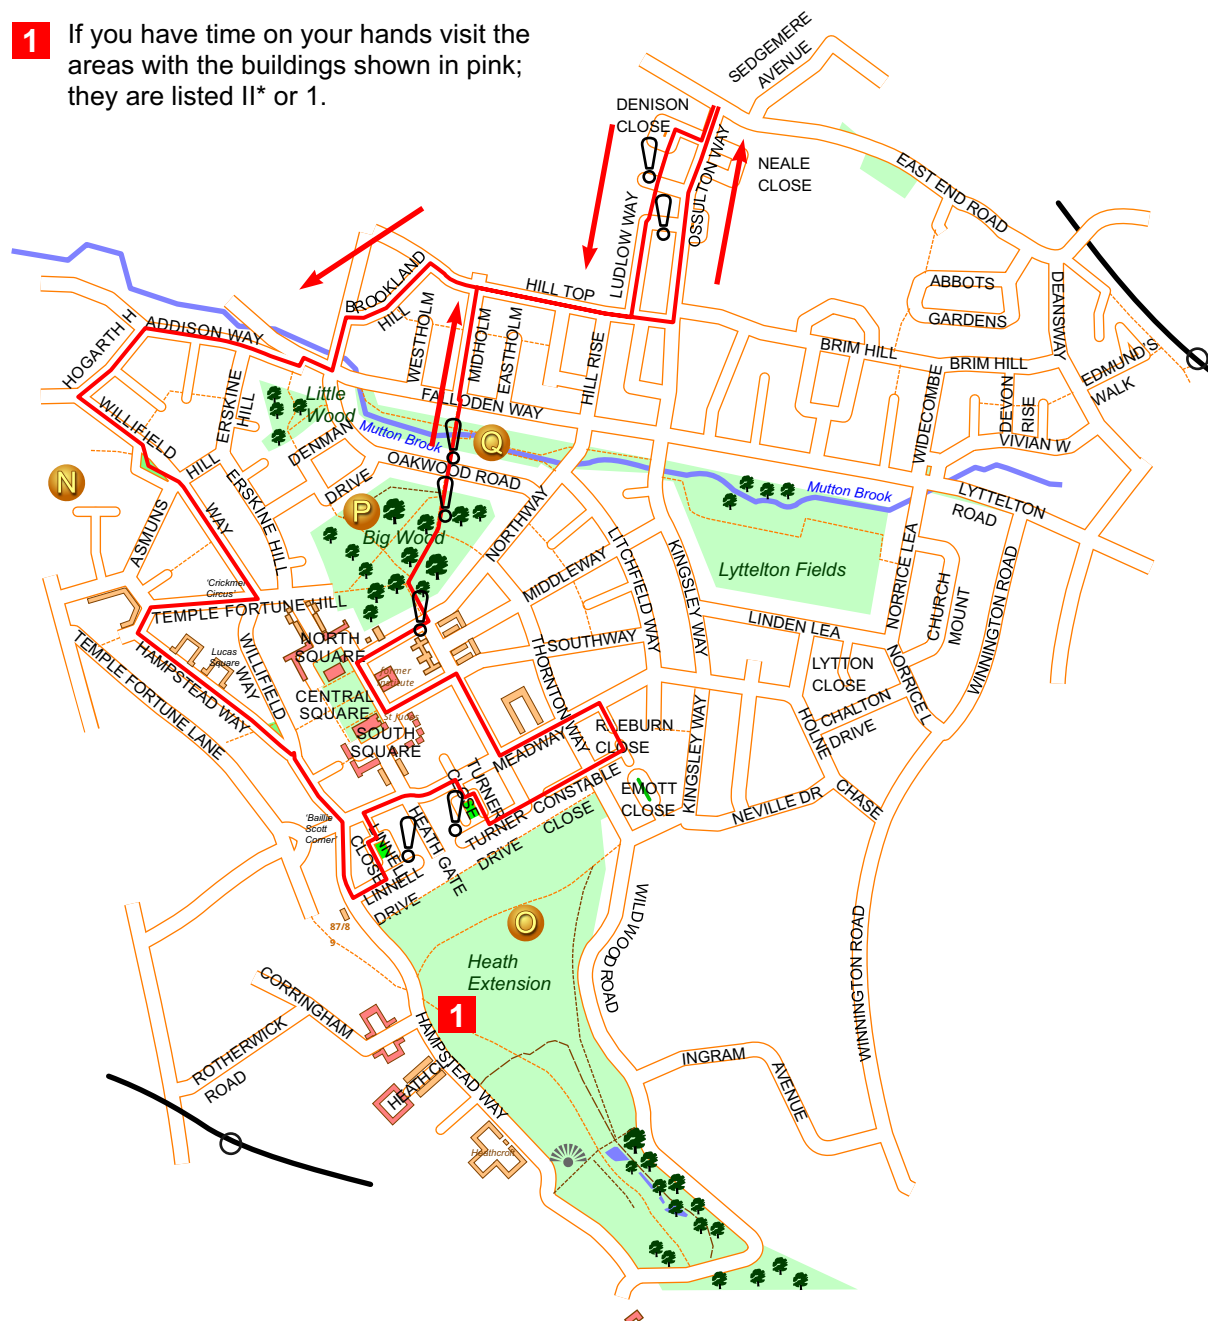 1
If you have time on your hands visit the
areas with the buildings shown in pink;
they are listed II* or 1.
SEDGEMERE
AVENUE
DENISON
CLOSE
OSSULTON WAY
NEALE
CLOSE
EAST END ROAD
LUDLOW WAY
BROOKLAND
HILL
HILL TOP
ABBOTS
GARDENS
DEANSWAY
HOGARTH H
ADDISON WAY
WESTHOLM
MIDHOLM
EASTHOLM
HILL RISE
BRIM HILL
BRIM HILL
EDMUND'S
WALK
WILLIFIELD
ERSKINE
HILL
Little
Wood
FALLODEN WAY
WIDECOMBE
DEVON
RISE
VIVIAN W
DENMAN
DRIVE
Mutton Brook
Q
OAKWOOD ROAD
N
HILL
ERSKINE HILL
Mutton Brook
LYTTELTON
ROAD
WAY
ASMUNS
P
Big Wood
NORTHWAY
LITCHFIELD WAY
KINGSLEY WAY
MIDDLEWAY
Lyttelton Fields
NORRICE LEA
CHURCH
MOUNT
WINNINGTON ROAD
'Crickmer
Circus'
TEMPLE FORTUNE HILL
LINDEN LEA
TEMPLE FORTUNE LANE
HAMPSTEAD WAY
Lucas
Square
WILLIFIELD
WAY
NORTH
SQUARE
former
Institute
THORNTON WAY
SOUTHWAY
LYTTON
CLOSE
NORRICE L
CENTRAL
SQUARE
St Judes
SOUTH
SQUARE
MEADWAY
RAEBURN
CLOSE
KINGSLEY WAY
HOLNE
CHASE
CHALTON
DRIVE
TURNER
CLOSE
EMOTT
CLOSE
NEVILLE DR
'Baillie
Scott
Corner'
LINNELL
CLOSE
HEATH GATE
TURNER
DRIVE
CONSTABLE
CLOSE
LINNELL
DRIVE
WILDWOOD ROAD
87/8
9
O
Heath
Extension
WINNINGTON ROAD
CORRINGHAM
1
ROTHERWICK
ROAD
HAMPSTEAD WAY
HEATH CL
INGRAM
AVENUE
Heathcroft